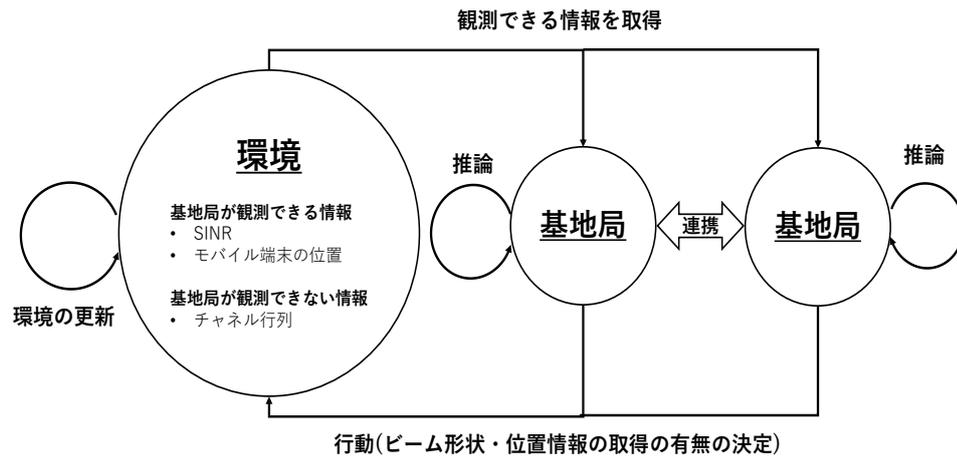 観測できる情報を取得
環境
基地局が観測できる情報
• SINR
• モバイル端末の位置
基地局が観測できない情報
• チャネル行列
環境の更新
推論
基地局
連携
基地局
推論
行動(ビーム形状・位置情報の取得の有無の決定)